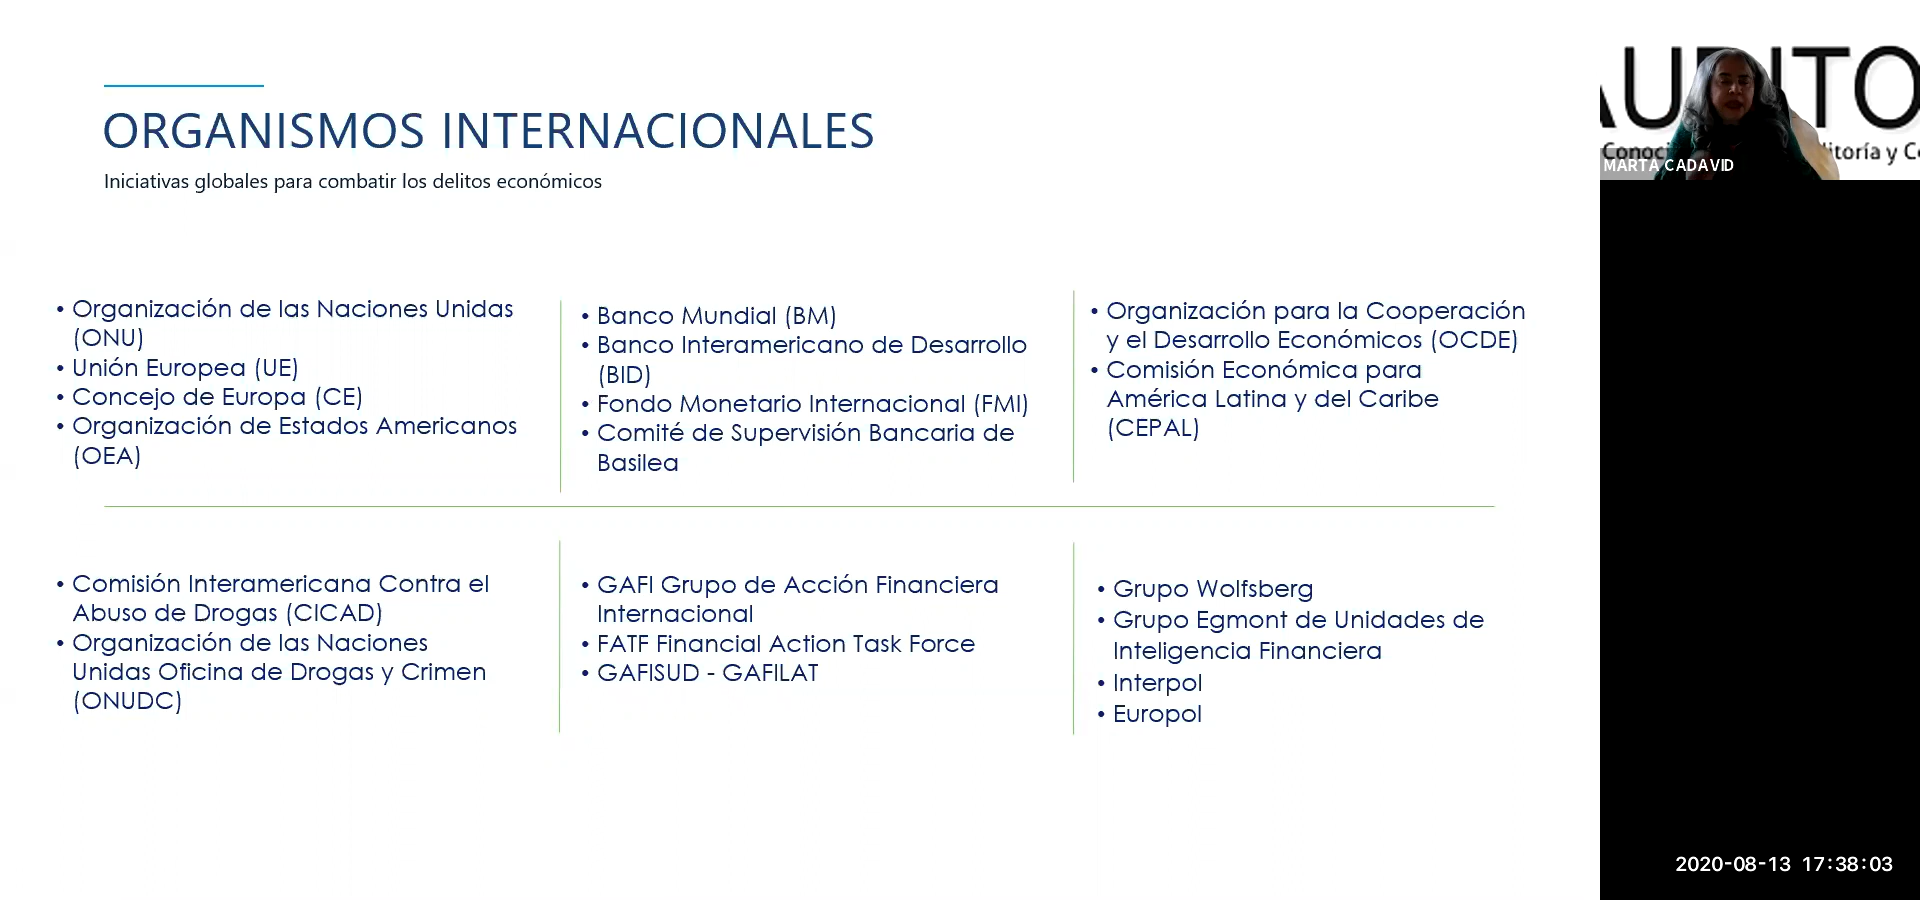 ORGANISMOS INTERNACIONALES
Iniciativas globales para combatir los delitos económicos
• Organización de las Naciones Unidas
(ONU)
• Unión Europea (UE)
• Concejo de Europa (CE)
• Organización de Estados Americanos
(OEA)
• Banco Mundial (BM)
• Banco Interamericano de Desarrollo
(BID)
• Fondo Monetario Internacional (FMI)
• Comité de Supervisión Bancaria de
Basilea
• Organización para la Cooperación
y el Desarrollo Económicos (OCDE)
• Comisión Económica para
América Latina y del Caribe
(CEPAL)
• Comisión Interamericana Contra el
Abuso de Drogas (CICAD)
• Organización de las Naciones
Unidas Oficina de Drogas y Crimen
(ONUDC)
• GAFI Grupo de Acción Financiera
Internacional
• FATF Financial Action Task Force
• GAFISUD - GAFILAT
• Grupo Wolfsberg
• Grupo Egmont de Unidades de
Inteligencia Financiera
• Interpol
• Europol
MARTA CADAVID
2020-08-13 17:38:03